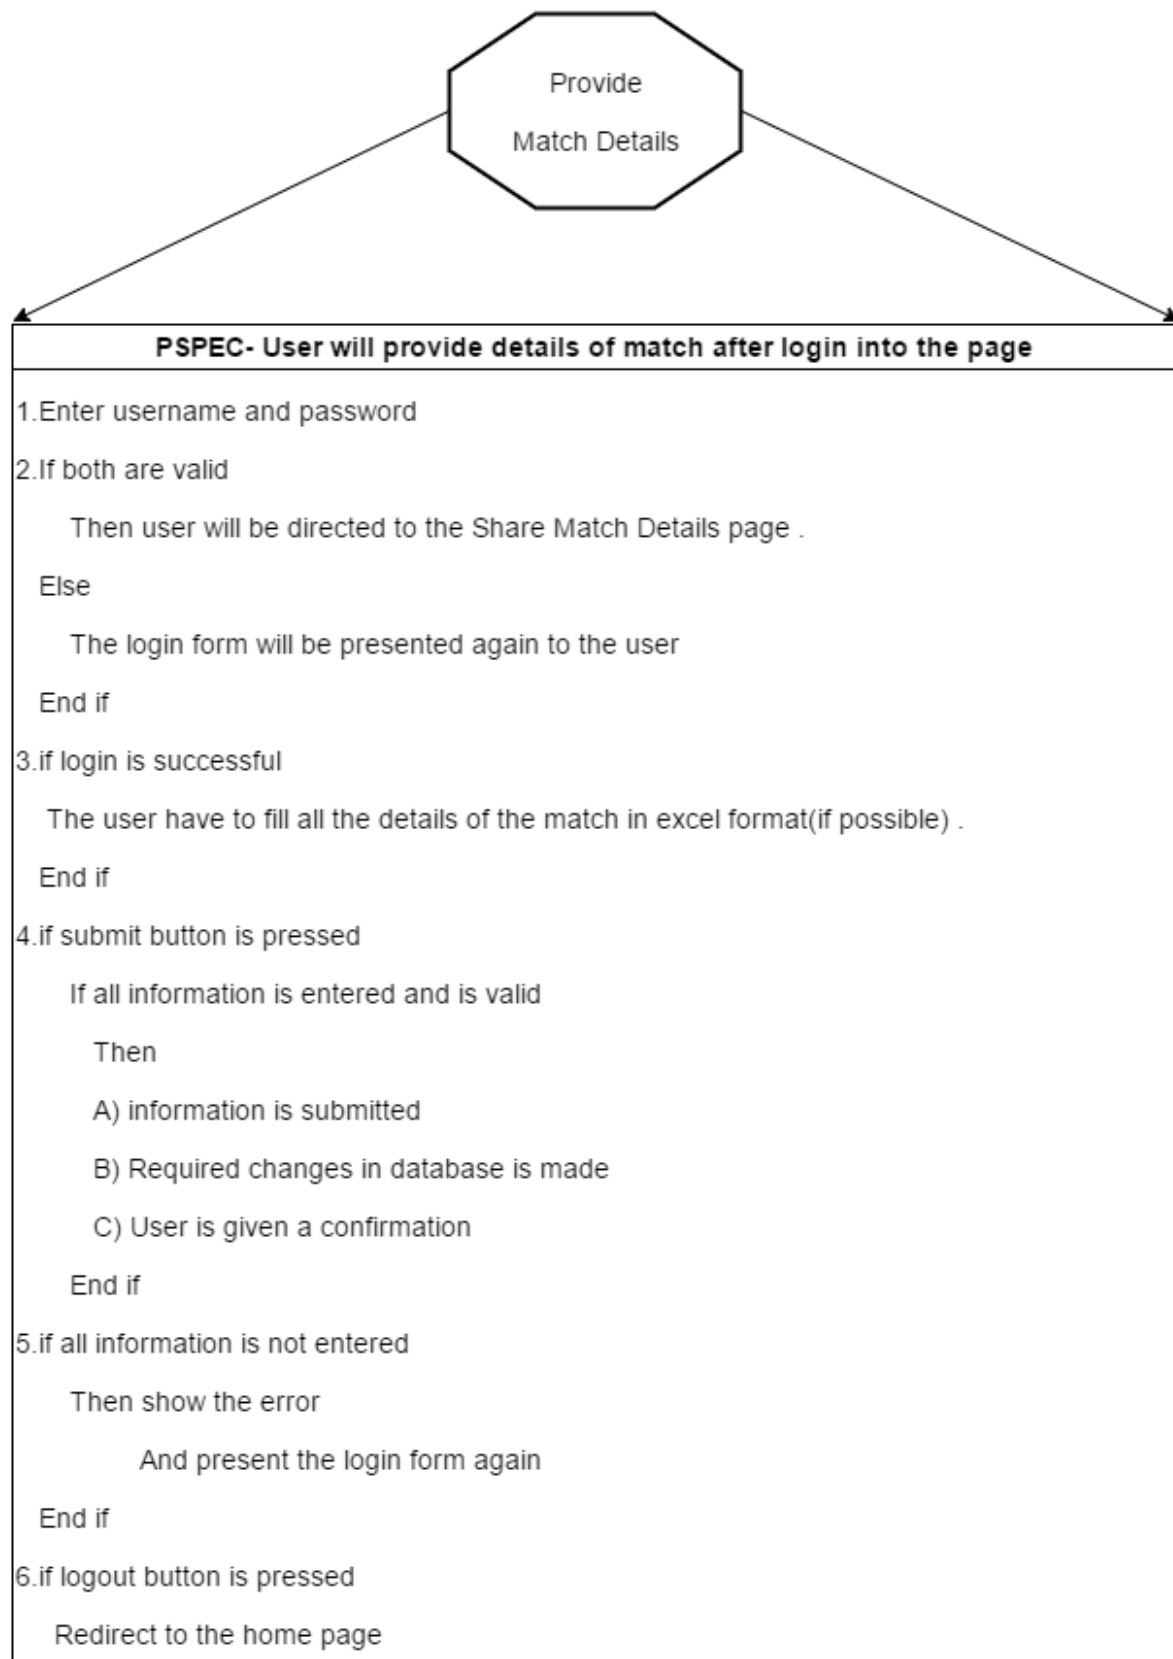 Provide
Match Details
PSPEC- User will provide details of match after login into the page
1.Enter username and password
2.If both are valid
Then user will be directed to the Share Match Details page .
Else
The login form will be presented again to the user
End if
3.if login is successful
The user have to fill all the details of the match in excel format(if possible) .
End if
4.if submit button is pressed
If all information is entered and is valid
Then
A) information is submitted
B) Required changes in database is made
C) User is given a confirmation
End if
5.if all information is not entered
Then show the error
And present the login form again
End if
6.if logout button is pressed
Redirect to the home page